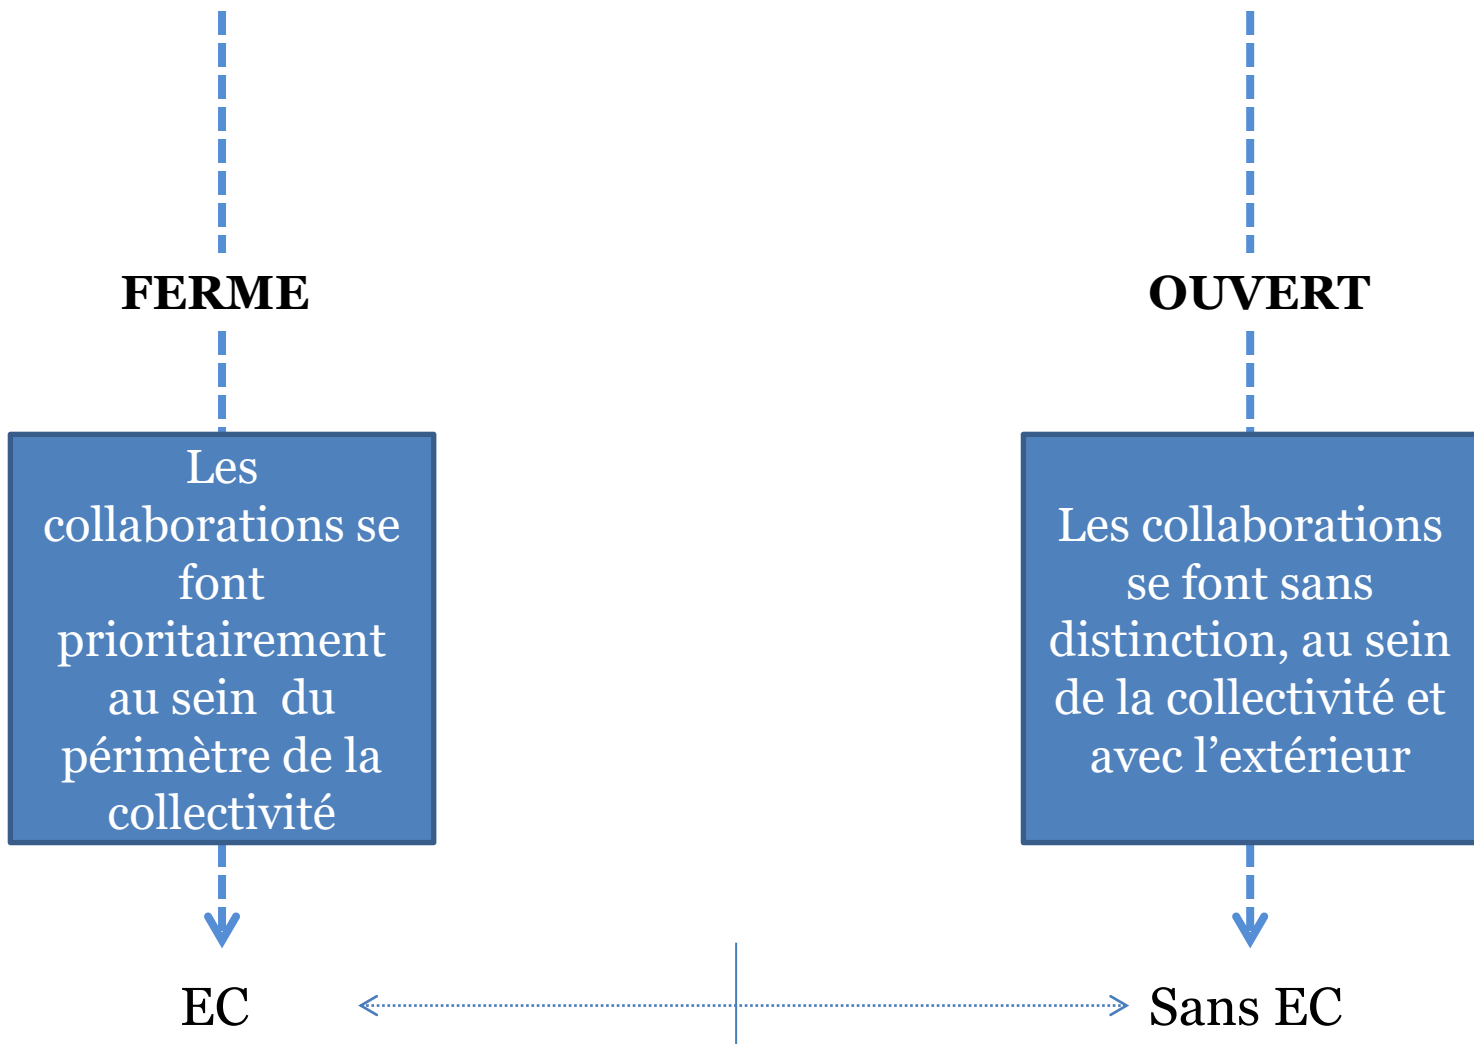 FERME
OUVERT
Les
collaborations se
font
prioritairement
au sein  du
périmètre de la
collectivité
Les collaborations
se font sans
distinction, au sein
de la collectivité et
avec l’extérieur
EC
Sans EC